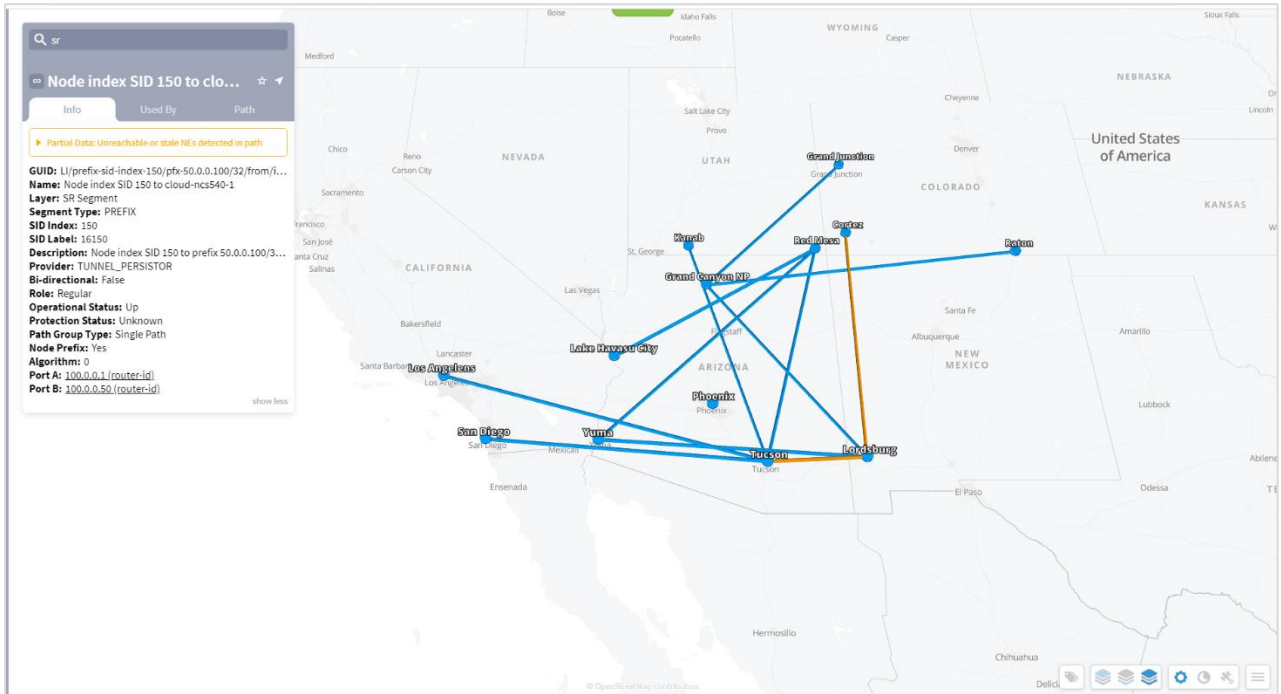 sr
Node index SID 150 to clo...
Info Used By Path
Partial Data: Unreachable or stale NEs detected in path
GUID: LI/prefix-sid-index-150/pfx-50.0.0.100/32/from/i...
Name: Node index SID 150 to cloud-ncs540-1
Layer: SR Segment
Segment Type: PREFIX
SID Index: 150
SID Label: 16150
Description: Node index SID 150 to prefix 50.0.0.100/3...
Provider: TUNNEL_PERSISTOR
Bi-directional: False
Role: Regular
Operational Status: Up
Protection Status: Unknown
Path Group Type: Single Path
Node Prefix: Yes
Algorithm: 0
Port A: 100.0.0.1 (router-id)
Port B: 100.0.0.50 (router-id)
show less
Boise
Idaho Falls
Sioux Falls
Pocatello
WYOMING
Casper
Medford
NEBRASKA
Cheyenne
Lincoln
Salt Lake City
Provo
United States
of America
Chico
Reno
Carson City
NEVADA
UTAH
Grand Junction
Grand Junction
Denver
COLORADO
Sacramento
KANSAS
rancisco
San José
anta Cruz
Salinas
CALIFORNIA
St. George
Kanab
Cortez
Red Mesa
Raton
Grand Canyon NP
Las Vegas
Santa Fe
Bakersfield
Flagstaff
Albuquerque
Amarillo
Lancaster
Santa Barbar
Los Angelens
Los Angeles
Lake Havasu City
ARIZONA
NEW
MEXICO
Phoenix
Phoenix
Lubbock
San Diego
San Diego
Yuma
Mexicali
Tucson
Tucson
Lordsburg
Abilene
Ensenada
El Paso
Odessa
Hermosillo
Chihuahua
Delici
© OpenStreetMap contributors